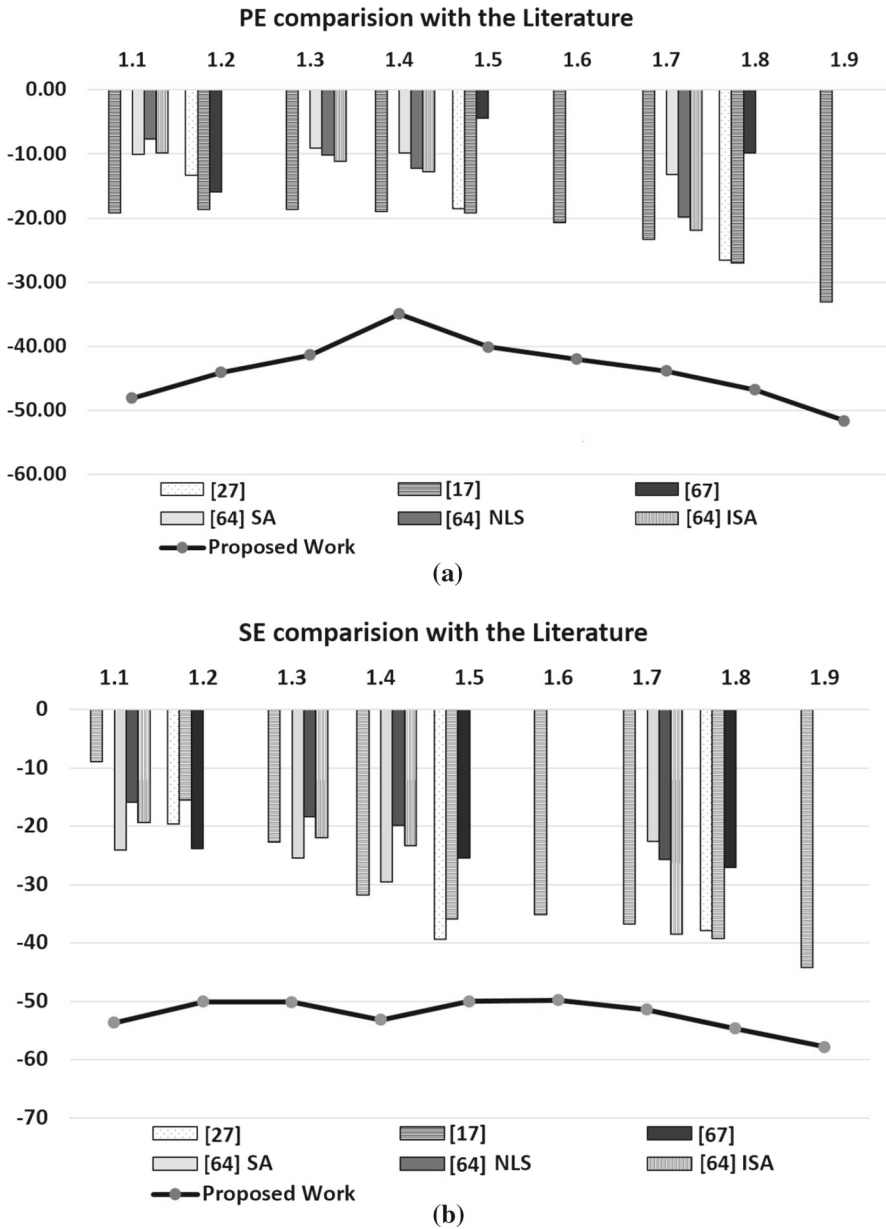 PE comparision with the Literature
1.1 1.2 1.3 1.4 1.5 1.6 1.7 1.8 1.9
0.00
-10.00
-20.00
-30.00
-40.00
-50.00
-60.00
[27] [17] [67]
[64] SA [64] NLS [64] ISA
Proposed Work
(a)
SE comparision with the Literature
1.1 1.2 1.3 1.4 1.5 1.6 1.7 1.8 1.9
0
-10
-20
-30
-40
-50
-60
-70
[27] [17] [67]
[64] SA [64] NLS [64] ISA
Proposed Work
(b)